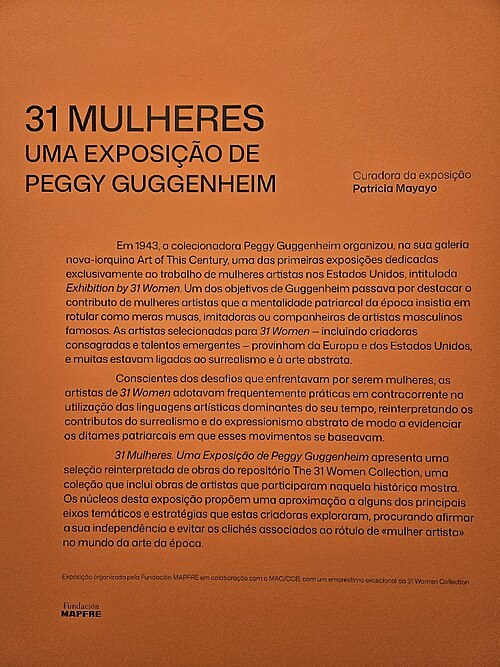 31 MULHERES
UMA EXPOSIÇÃO DE
PEGGY GUGGENHEIM
Curadora da exposição
Patricia Mayayo
Em 1943, a colecionadora Peggy Guggenheim organizou, na sua galeria
nova-iorquina Art of This Century, uma das primeiras exposições dedicadas
exclusivamente ao trabalho de mulheres artistas nos Estados Unidos, intitulada
Exhibition by 31 Women. Um dos objetivos de Guggenheim passava por destacar o
contributo de mulheres artistas que a mentalidade patriarcal da época insistia em
rotular como meras musas, imitadoras ou companheiras de artistas masculinos
famosos. As artistas selecionadas para 31 Women – incluindo criadoras
consagradas e talentos emergentes – provinham da Europa e dos Estados Unidos,
e muitas estavam ligadas ao surrealismo e à arte abstrata.
Conscientes dos desafios que enfrentavam por serem mulheres, as
artistas de 31 Women adotavam frequentemente práticas em contracorrente na
utilização das linguagens artísticas dominantes do seu tempo, reinterpretando os
contributos do surrealismo e do expressionismo abstrato de modo a evidenciar
os ditames patriarcais em que esses movimentos se baseavam.
31 Mulheres. Uma Exposição de Peggy Guggenheim apresenta uma
seleção reinterpretada de obras do repositório The 31 Women Collection, uma
coleção que inclui obras de artistas que participaram naquela histórica mostra.
Os núcleos desta exposição propõem uma aproximação a alguns dos principais
eixos temáticos e estratégias que estas criadoras exploraram, procurando afirmar
a sua independência e evitar os clichés associados ao rótulo de «mulher artista»
no mundo da arte da época.
Exposição organizada pela Fundación MAPFRE em colaboração com o MAC/CCB, com um empréstimo excecional da 31 Women Collection
Fundación
MAPFRE